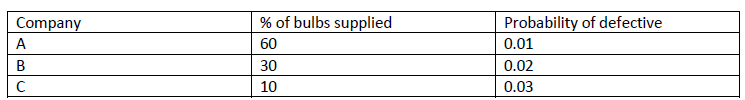 Company % of bulbs supplied Probability of defective
A 60 0.01
B 30 0.02
C 10 0.03